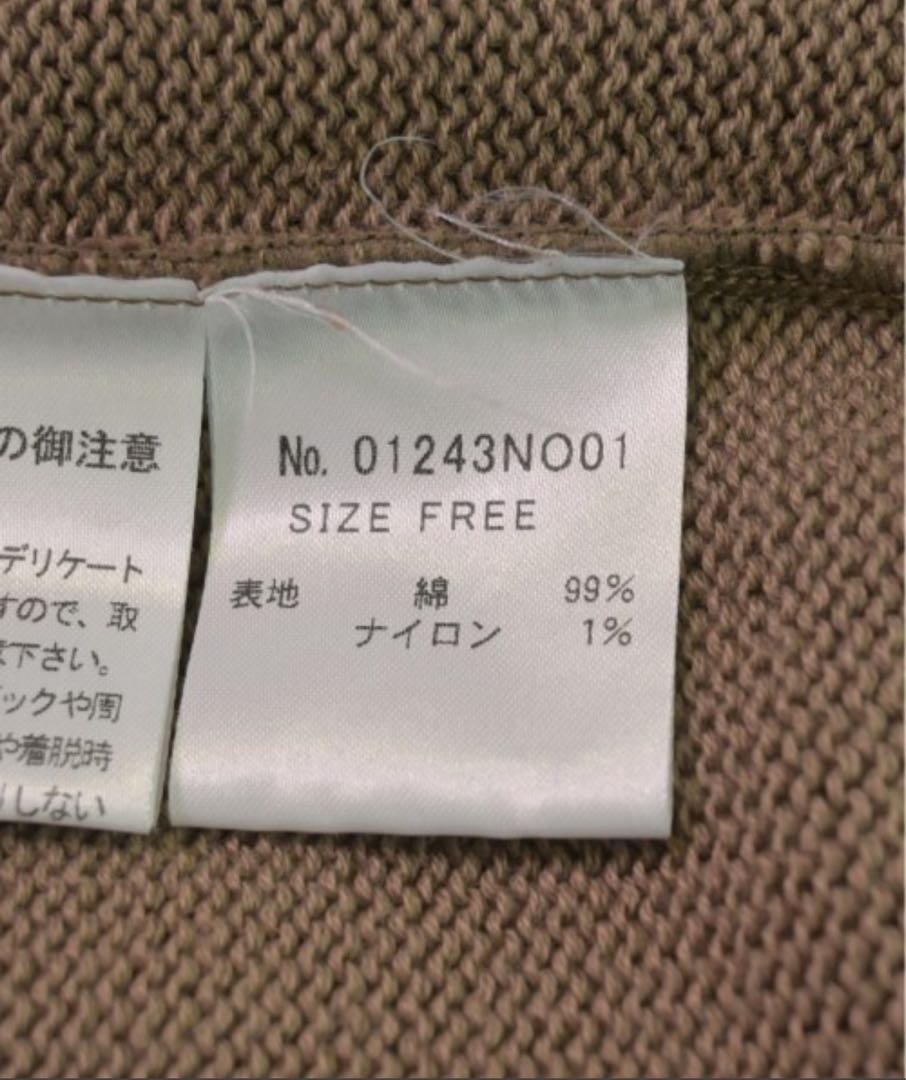 の御注意
デリケート
すので、取
下さい。
ックや周
や着脱時
しない
No. 01243NO01
SIZE FREE
表地 綿 99%
ナイロン 1%